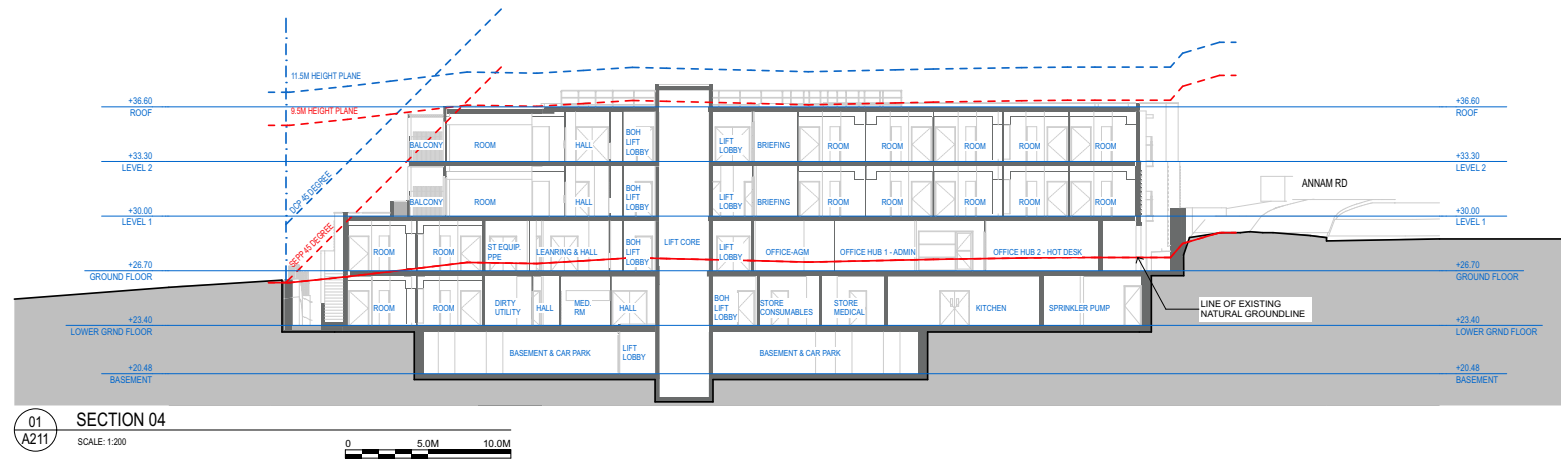 11.5M HEIGHT PLANE
9.5M HEIGHT PLANE
DCP 45 DEGREE
SEPP 45 DEGREE
+36.60
ROOF
+36.60
ROOF
BALCONY
ROOM
HALL
BOH
LIFT
LOBBY
LIFT
LOBBY
BRIEFING
ROOM
ROOM
ROOM
ROOM
ROOM
+33.30
LEVEL 2
+33.30
LEVEL 2
ANNAM RD
BALCONY
ROOM
HALL
BOH
LIFT
LOBBY
LIFT
LOBBY
BRIEFING
ROOM
ROOM
ROOM
ROOM
ROOM
+30.00
LEVEL 1
+30.00
LEVEL 1
ROOM
ROOM
ST EQUIP.
PPE
LEANRING & HALL
BOH
LIFT
LOBBY
LIFT CORE
LIFT
LOBBY
OFFICE-AGM
OFFICE HUB 1 - ADMIN
OFFICE HUB 2 - HOT DESK
+26.70
GROUND FLOOR
+26.70
GROUND FLOOR
ROOM
ROOM
DIRTY
UTILITY
HALL
MED.
RM
HALL
BOH
LIFT
LOBBY
STORE
CONSUMABLES
STORE
MEDICAL
KITCHEN
SPRINKLER PUMP
LINE OF EXISTING
NATURAL GROUNDLINE
+23.40
LOWER GRND FLOOR
+23.40
LOWER GRND FLOOR
BASEMENT & CAR PARK
LIFT
LOBBY
BASEMENT & CAR PARK
+20.48
BASEMENT
+20.48
BASEMENT
01
A211
SECTION 04
SCALE: 1:200
0 5.0M 10.0M